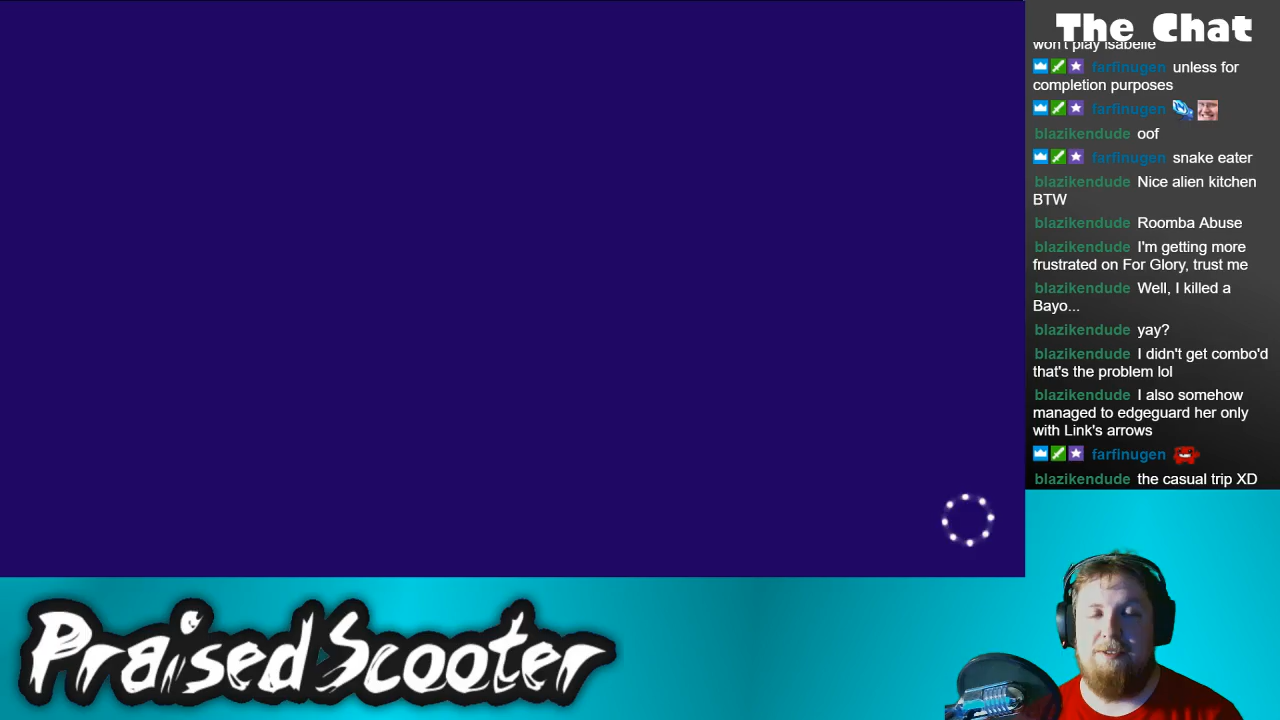 The Chat
won't play isabelle
farfinugen unless for
completion purposes
farfinugen
blazikendude oof
farfinugen snake eater
blazikendude Nice alien kitchen
BTW
blazikendude Roomba Abuse
blazikendude I'm getting more
frustrated on For Glory, trust me
blazikendude Well, I killed a
Bayo...
blazikendude yay?
blazikendude I didn't get combo'd
that's the problem lol
blazikendude I also somehow
managed to edgeguard her only
with Link's arrows
farfinugen
blazikendude the casual trip XD
PraisedScooter